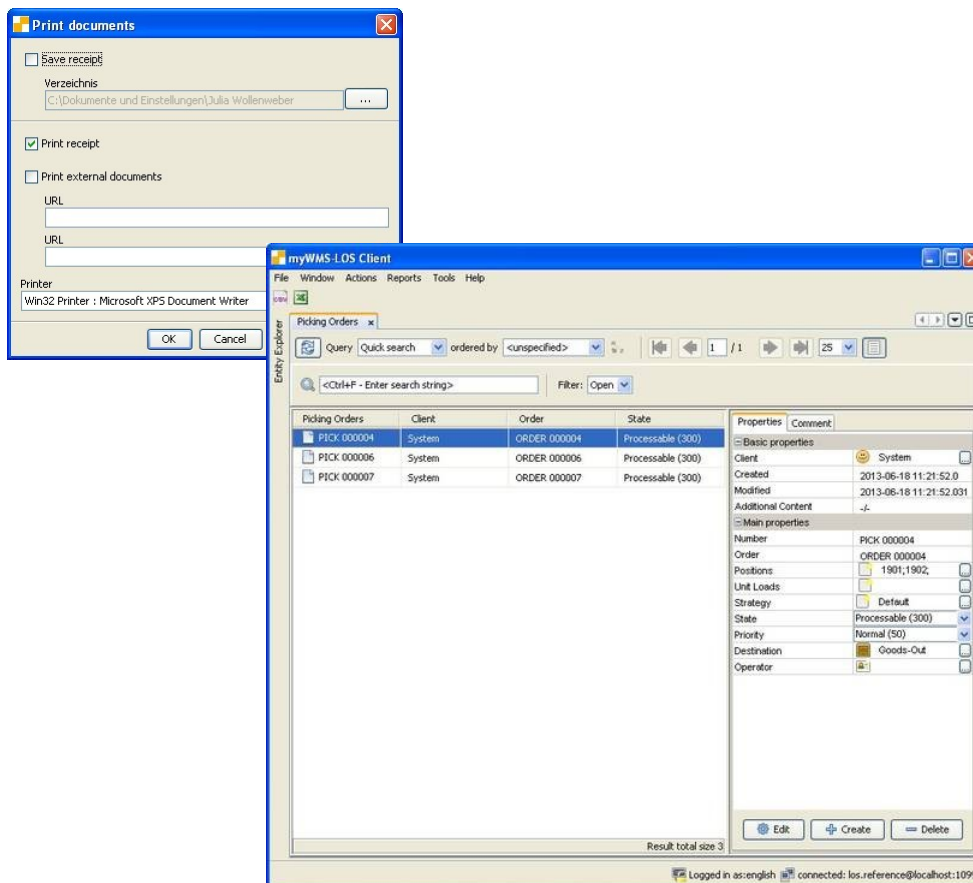 Print documents
Save receipt
Verzeichnis
C:\Dokumente und Einstellungen\Julia Wollenweber
...
Print receipt
Print external documents
URL
URL
Printer
Win32 Printer : Microsoft XPS Document Writer
OK Cancel
myWMS-LOS Client
File Window Actions Reports Tools Help
CSV
Entity Explorer
Picking Orders x
Query Quick search ordered by <unspecified> 1 / 1 25
<Ctrl+F - Enter search string> Filter: Open
Picking Orders Client Order State
PICK 000004 System ORDER 000004 Processable (300)
PICK 000006 System ORDER 000006 Processable (300)
PICK 000007 System ORDER 000007 Processable (300)
Result total size 3
Properties Comment
Basic properties
Client System ...
Created 2013-06-18 11:21:52.0
Modified 2013-06-18 11:21:52.031
Additional Content -/-
Main properties
Number PICK 000004
Order ORDER 000004
Positions 1901;1902; ...
Unit Loads ...
Strategy Default ...
State Processable (300)
Priority Normal (50)
Destination Goods-Out ...
Operator ...
Edit Create Delete
Logged in as:english connected: los.reference@localhost:109